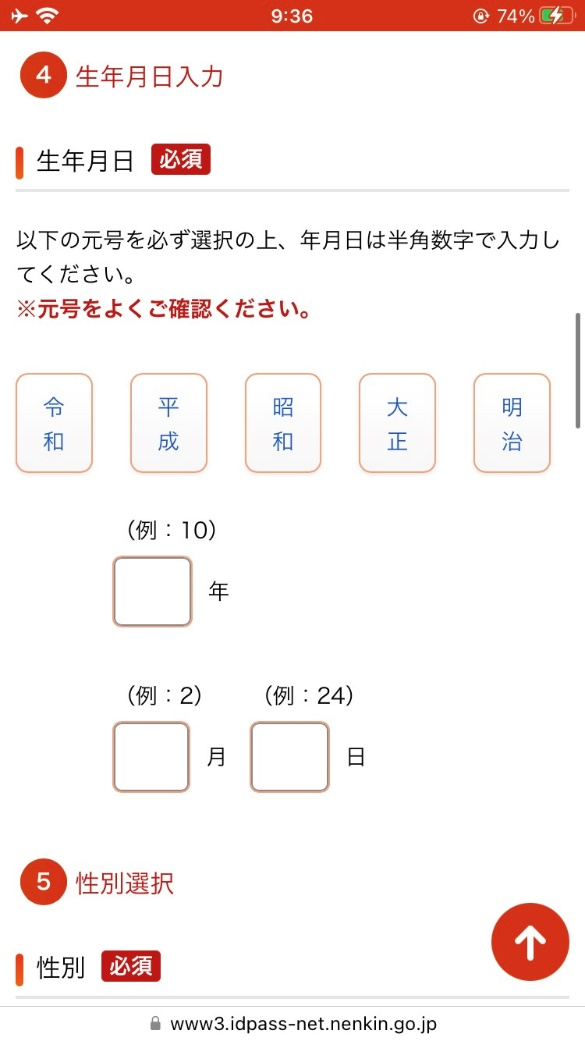 9:36
74%
4 生年月日入力
生年月日 必須
以下の元号を必ず選択の上、年月日は半角数字で入力し
てください。
※元号をよくご確認ください。
令和 平成 昭和 大正 明治
（例：10）
年
（例：2） （例：24）
月 日
5 性別選択
性別 必須
www3.idpass-net.nenkin.go.jp